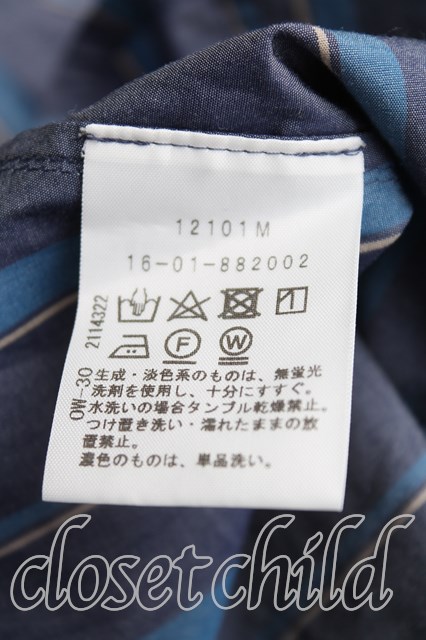 12101M
16-01-882002
F
W
2114322
OW-30
生成・淡色系のものは、無蛍光
洗剤を使用し、十分にすすぐ。
水洗いの場合タンブル乾燥禁止。
つけ置き洗い・濡れたままの放
置禁止。
濃色のものは、単品洗い。
closet child